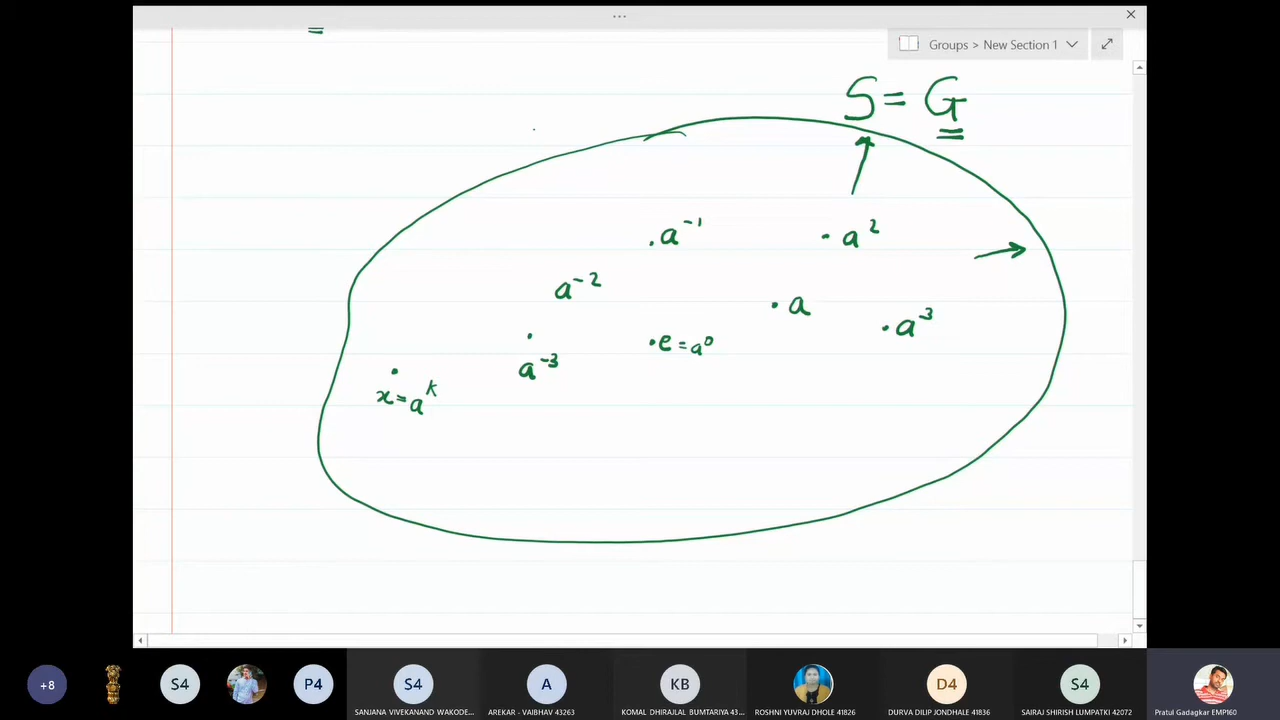 Groups > New Section 1
S = G
a⁻¹
a²
a⁻²
a
a³
e = a⁰
a⁻³
x = aᵏ
+8
S4
P4
S4
A
KB
D4
S4
SANJANA VIVEKANAND WAKODE...
AREKAR - VAIBHAV 43263
KOMAL DHIRAJLAL BUMTARIYA 43...
ROSHNI YUVRAJ DHOLE 41826
DURVA DILIP JONDHALE 41836
SAIRAJ SHIRISH LUMPATKI 42072
Pratul Gadagkar EMP160